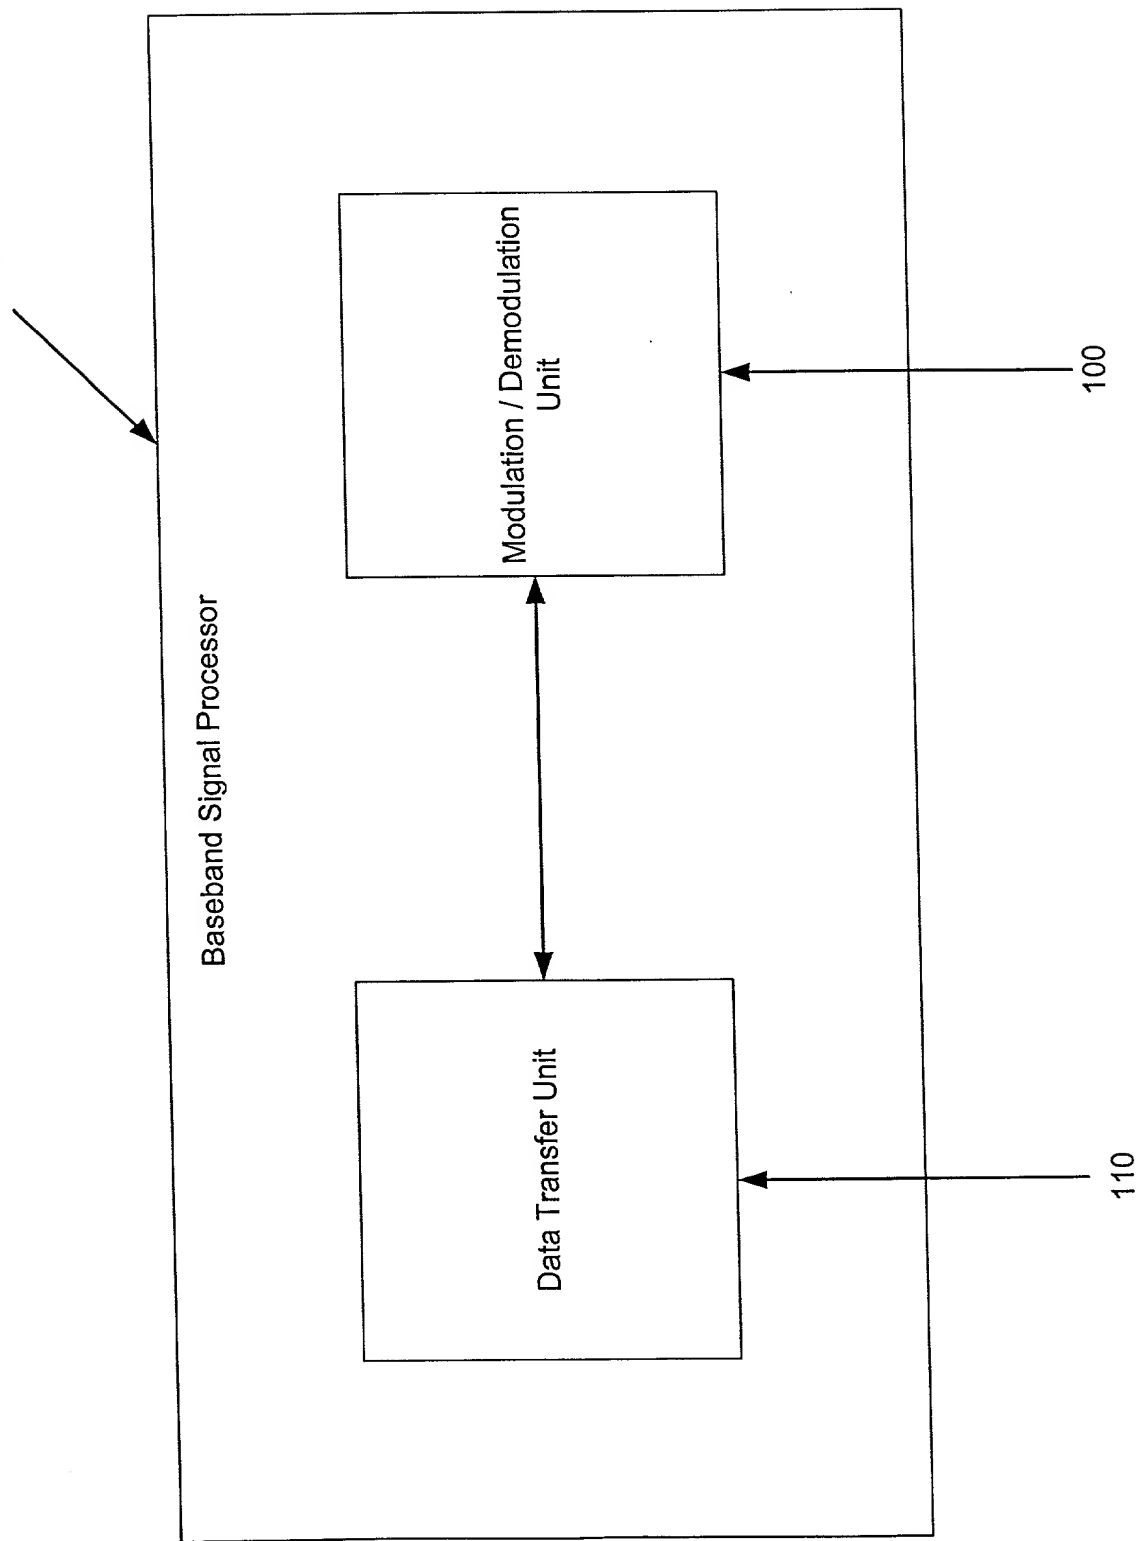 Baseband Signal Processor
Data Transfer Unit
Modulation / Demodulation
Unit
110
100